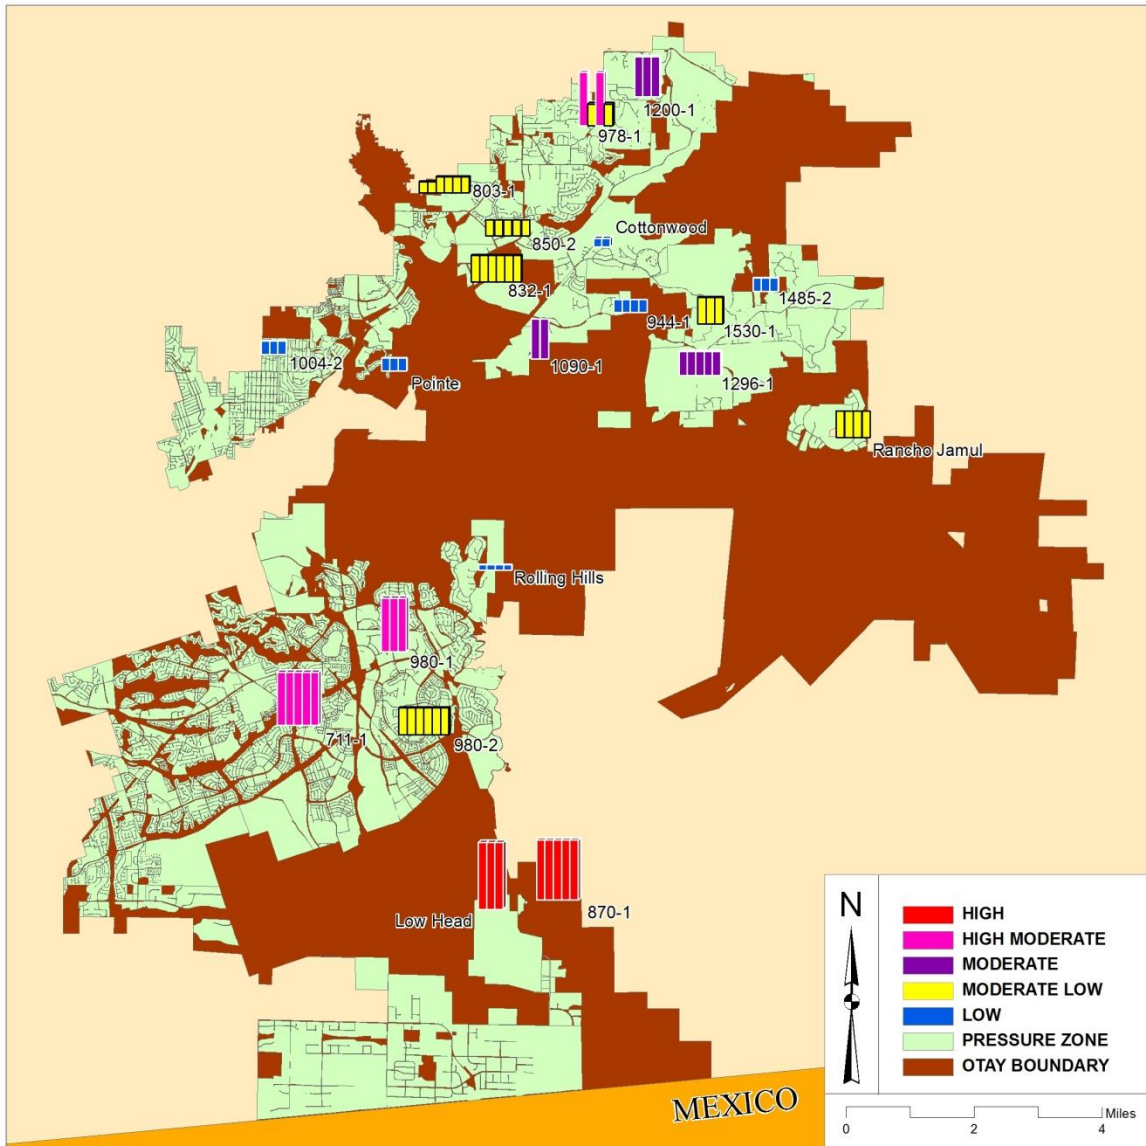 1200-1
978-1
803-1
850-2
Cottonwood
832-1
1485-2
944-1
1530-1
1004-2
1090-1
1296-1
Pointe
Rancho Jamul
Rolling Hills
980-1
711-1
980-2
Low Head
870-1
MEXICO
N
HIGH
HIGH MODERATE
MODERATE
MODERATE LOW
LOW
PRESSURE ZONE
OTAY BOUNDARY
Miles
0 2 4